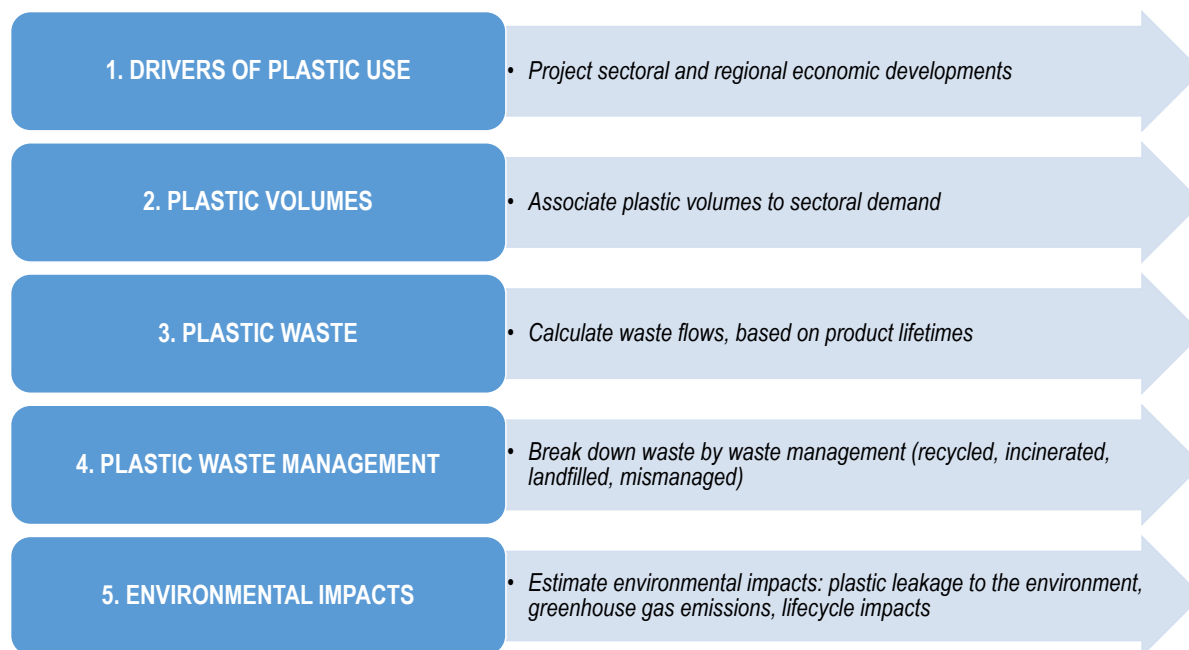 1. DRIVERS OF PLASTIC USE
• Project sectoral and regional economic developments
2. PLASTIC VOLUMES
• Associate plastic volumes to sectoral demand
3. PLASTIC WASTE
• Calculate waste flows, based on product lifetimes
4. PLASTIC WASTE MANAGEMENT
• Break down waste by waste management (recycled, incinerated,
landfilled, mismanaged)
5. ENVIRONMENTAL IMPACTS
• Estimate environmental impacts: plastic leakage to the environment,
greenhouse gas emissions, lifecycle impacts